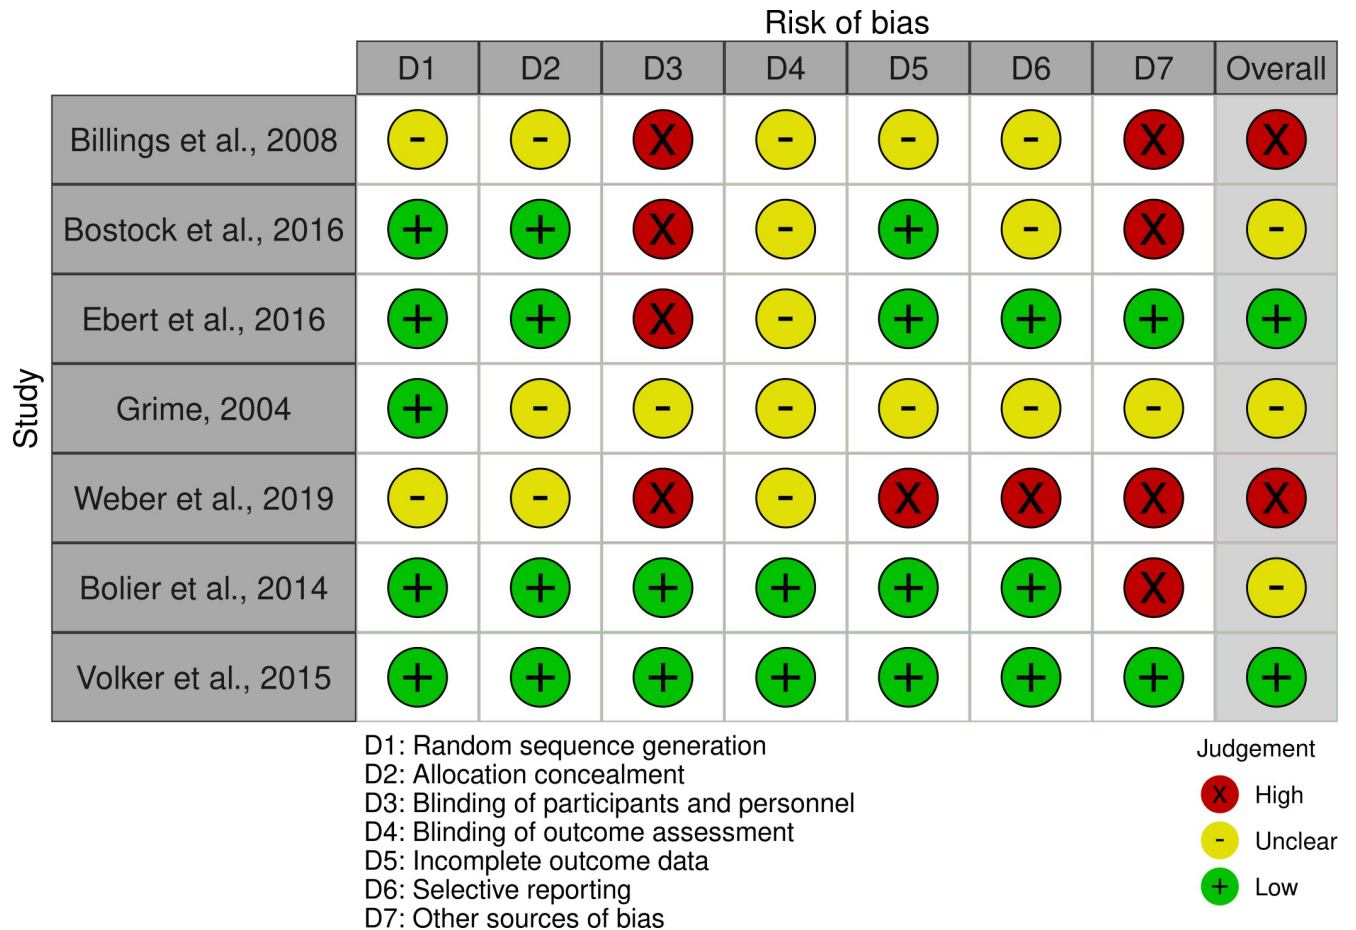 Risk of bias
D1 D2 D3 D4 D5 D6 D7 Overall
Study
Billings et al., 2008 - - X - - - X X
Bostock et al., 2016 + + X - + - X -
Ebert et al., 2016 + + X - + + + +
Grime, 2004 + - - - - - - -
Weber et al., 2019 - - X - X X X X
Bolier et al., 2014 + + + + + + X -
Volker et al., 2015 + + + + + + + +
D1: Random sequence generation
D2: Allocation concealment
D3: Blinding of participants and personnel
D4: Blinding of outcome assessment
D5: Incomplete outcome data
D6: Selective reporting
D7: Other sources of bias
Judgement
X High
- Unclear
+ Low